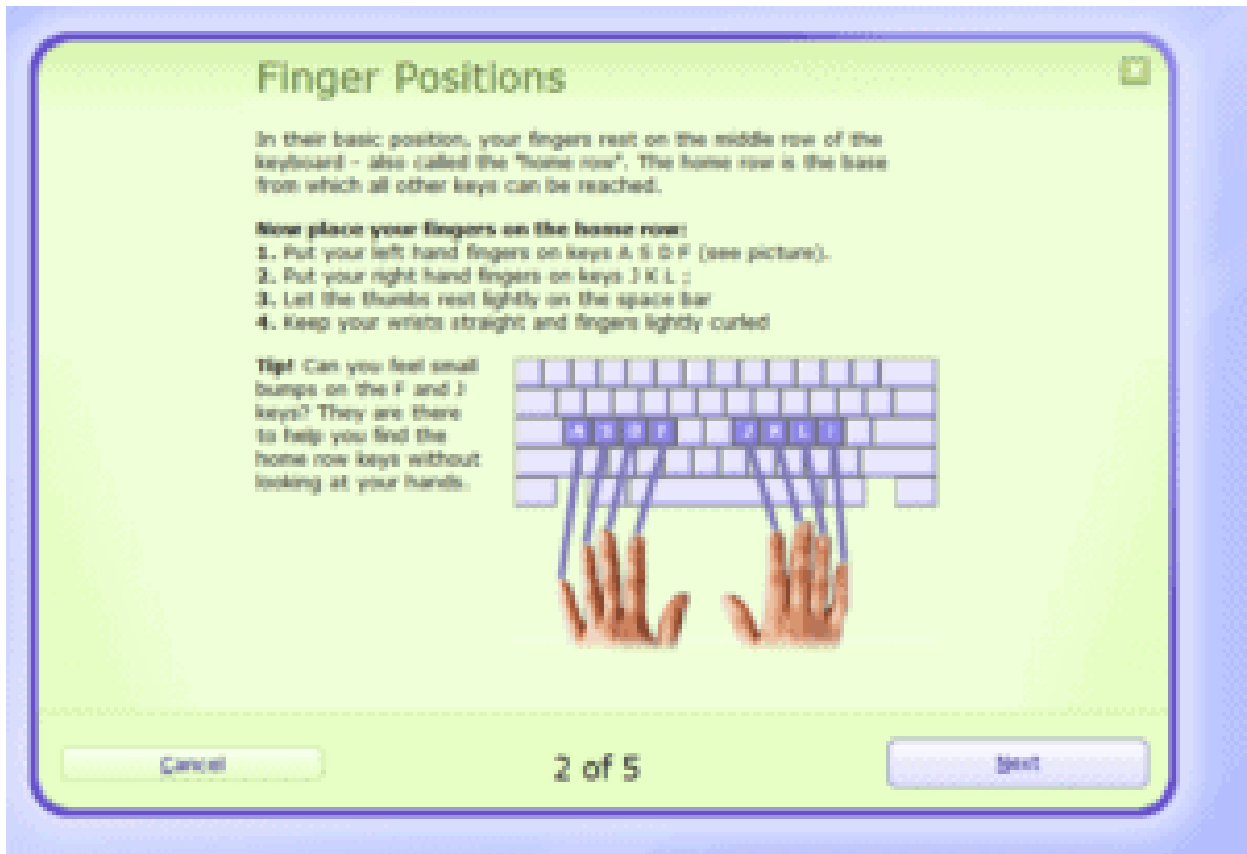 Finger Positions
In their basic position, your fingers rest on the middle row of the
keyboard - also called the "home row". The home row is the base
from which all other keys can be reached.
Now place your fingers on the home row:
1. Put your left hand fingers on keys A S D F (see picture).
2. Put your right hand fingers on keys J K L ;
3. Let the thumbs rest lightly on the space bar
4. Keep your wrists straight and fingers lightly curled
Tip! Can you feel small
bumps on the F and J
keys? They are there
to help you find the
home row keys without
looking at your hands.
A S D F J K L ;
Cancel
2 of 5
Next